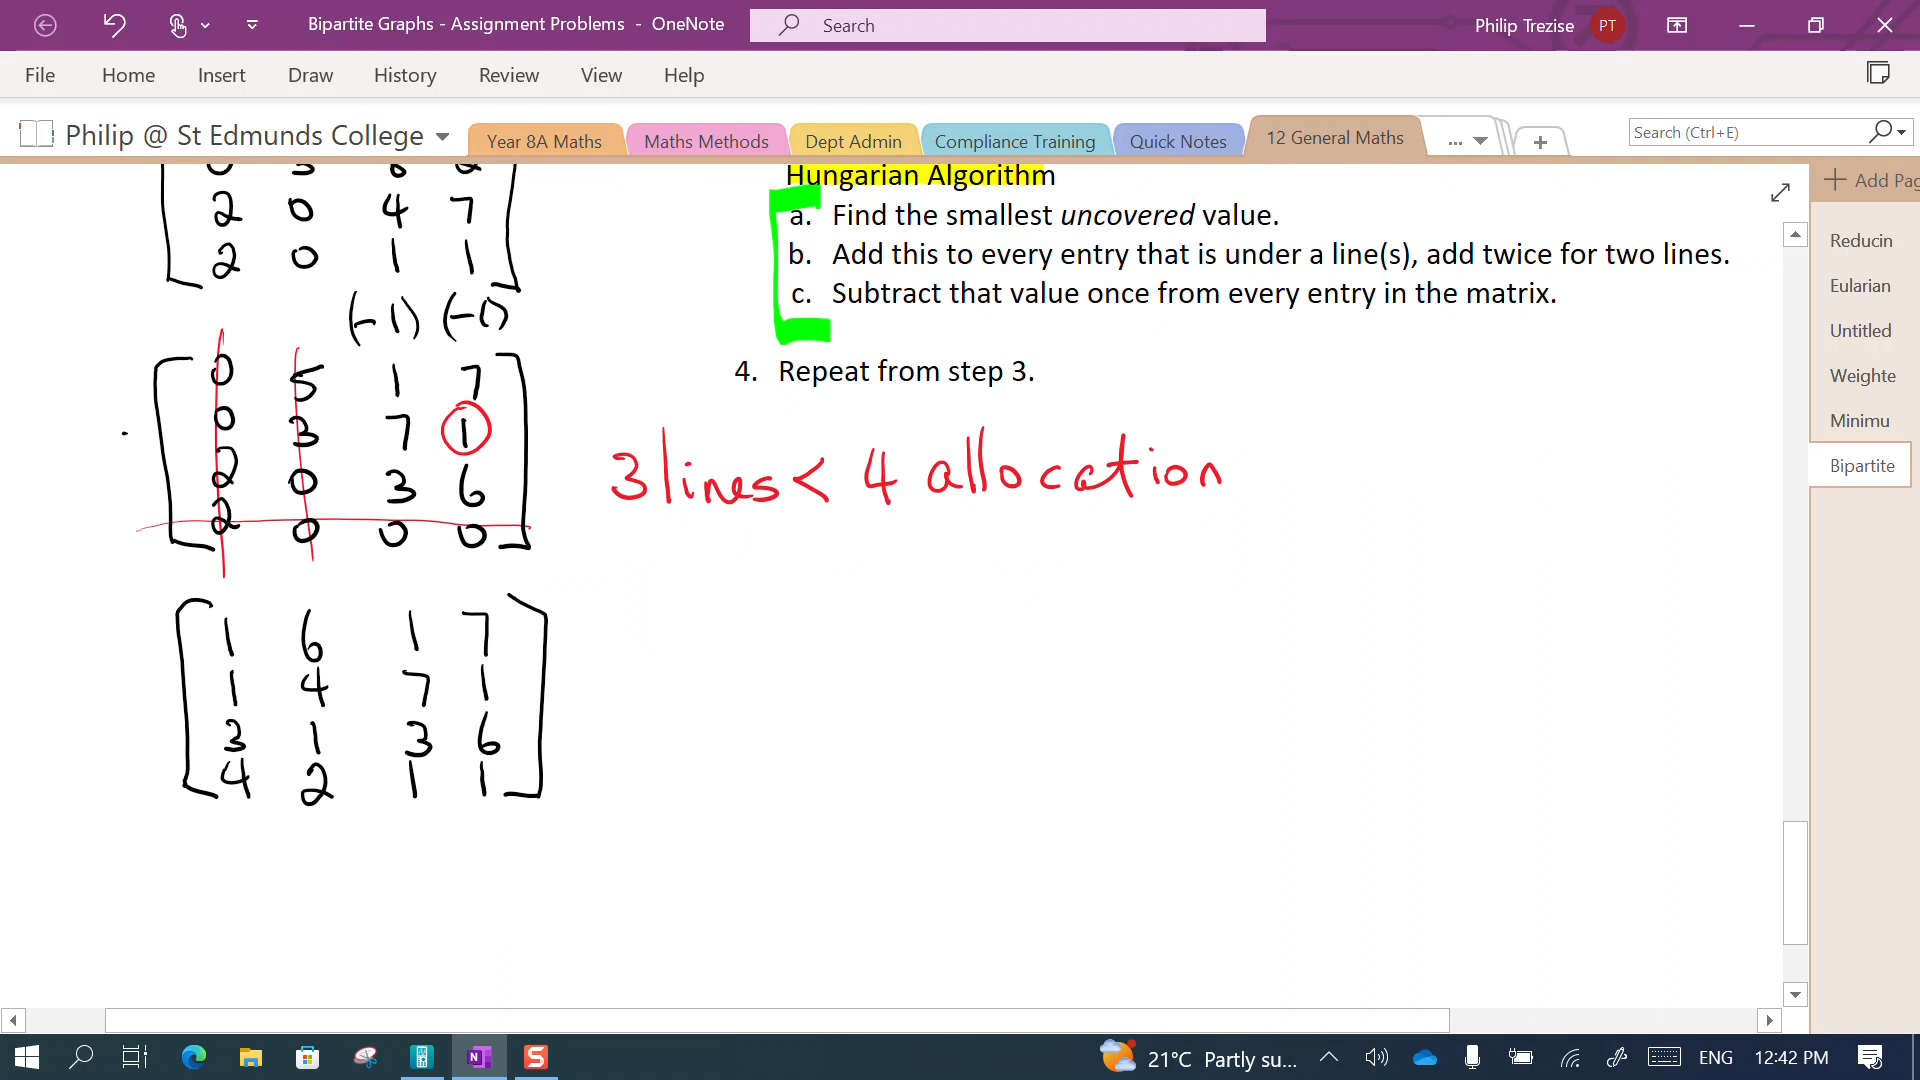 Bipartite Graphs - Assignment Problems - OneNote
Search
Philip Trezise
PT
File
Home
Insert
Draw
History
Review
View
Help
Philip @ St Edmunds College
Year 8A Maths
Maths Methods
Dept Admin
Compliance Training
Quick Notes
12 General Maths
...
Search (Ctrl+E)
Add Pag
Reducin
Eularian
Untitled
Weighte
Minimu
Bipartite
Hungarian Algorithm
a. Find the smallest uncovered value.
b. Add this to every entry that is under a line(s), add twice for two lines.
c. Subtract that value once from every entry in the matrix.
4. Repeat from step 3.
2 0 4 7
2 0 1 1
(-1) (-1)
0 5 1 7
0 3 7 1
2 0 3 6
2 0 0 0
3 lines < 4 allocation
1 6 1 7
1 4 7 1
3 1 3 6
4 2 1 1
21°C Partly su...
ENG
12:42 PM